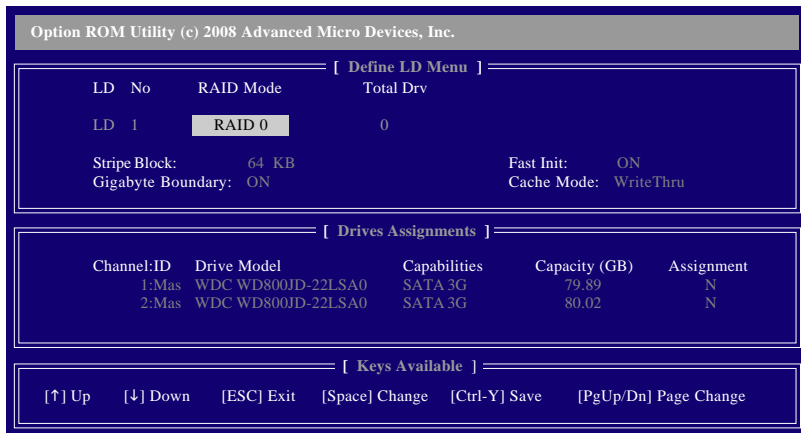 Option ROM Utility (c) 2008 Advanced Micro Devices, Inc.
[ Define LD Menu ]
LD No RAID Mode Total Drv
LD 1 RAID 0 0
Stripe Block: 64 KB Fast Init: ON
Gigabyte Boundary: ON Cache Mode: WriteThru
[ Drives Assignments ]
Channel:ID Drive Model Capabilities Capacity (GB) Assignment
1:Mas WDC WD800JD-22LSA0 SATA 3G 79.89 N
2:Mas WDC WD800JD-22LSA0 SATA 3G 80.02 N
[ Keys Available ]
[↑] Up [↓] Down [ESC] Exit [Space] Change [Ctrl-Y] Save [PgUp/Dn] Page Change